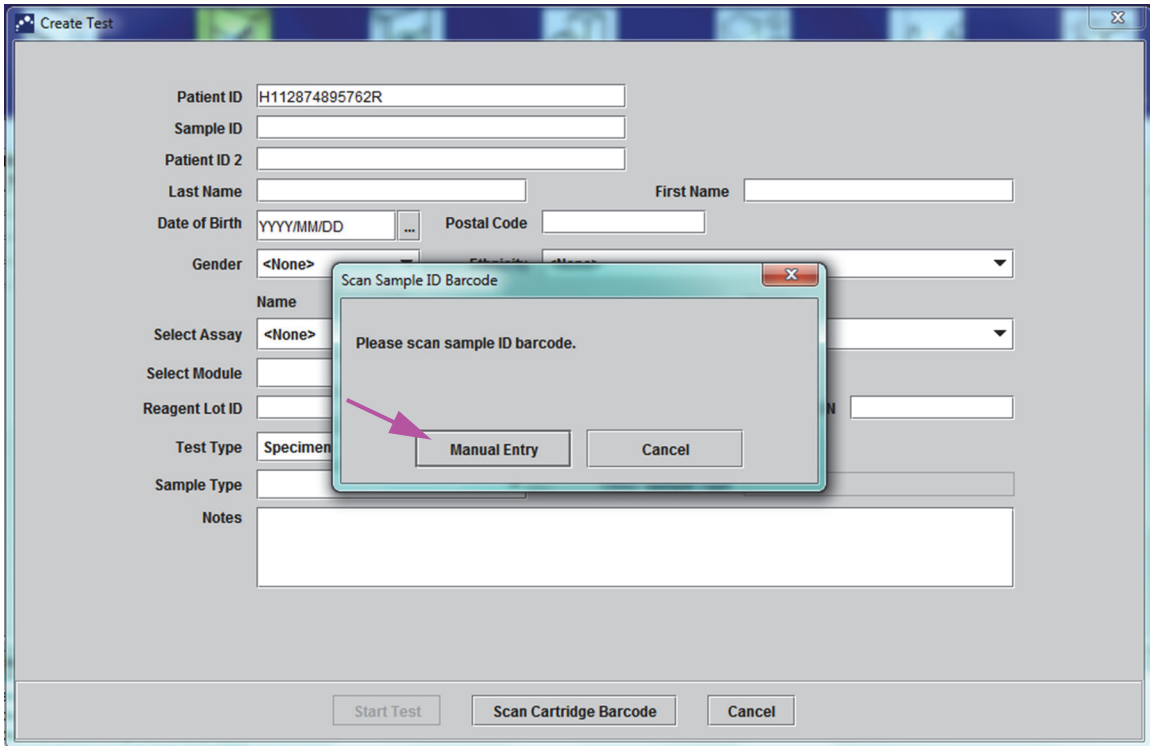 Create Test
Patient ID H112874895762R
Sample ID
Patient ID 2
Last Name First Name
Date of Birth YYYY/MM/DD ... Postal Code
Gender <None> Ethnicity <None>
Scan Sample ID Barcode
Name
Select Assay <None>
Please scan sample ID barcode.
Select Module
Reagent Lot ID N
Test Type Specimen
Manual Entry Cancel
Sample Type
Notes
Start Test Scan Cartridge Barcode Cancel